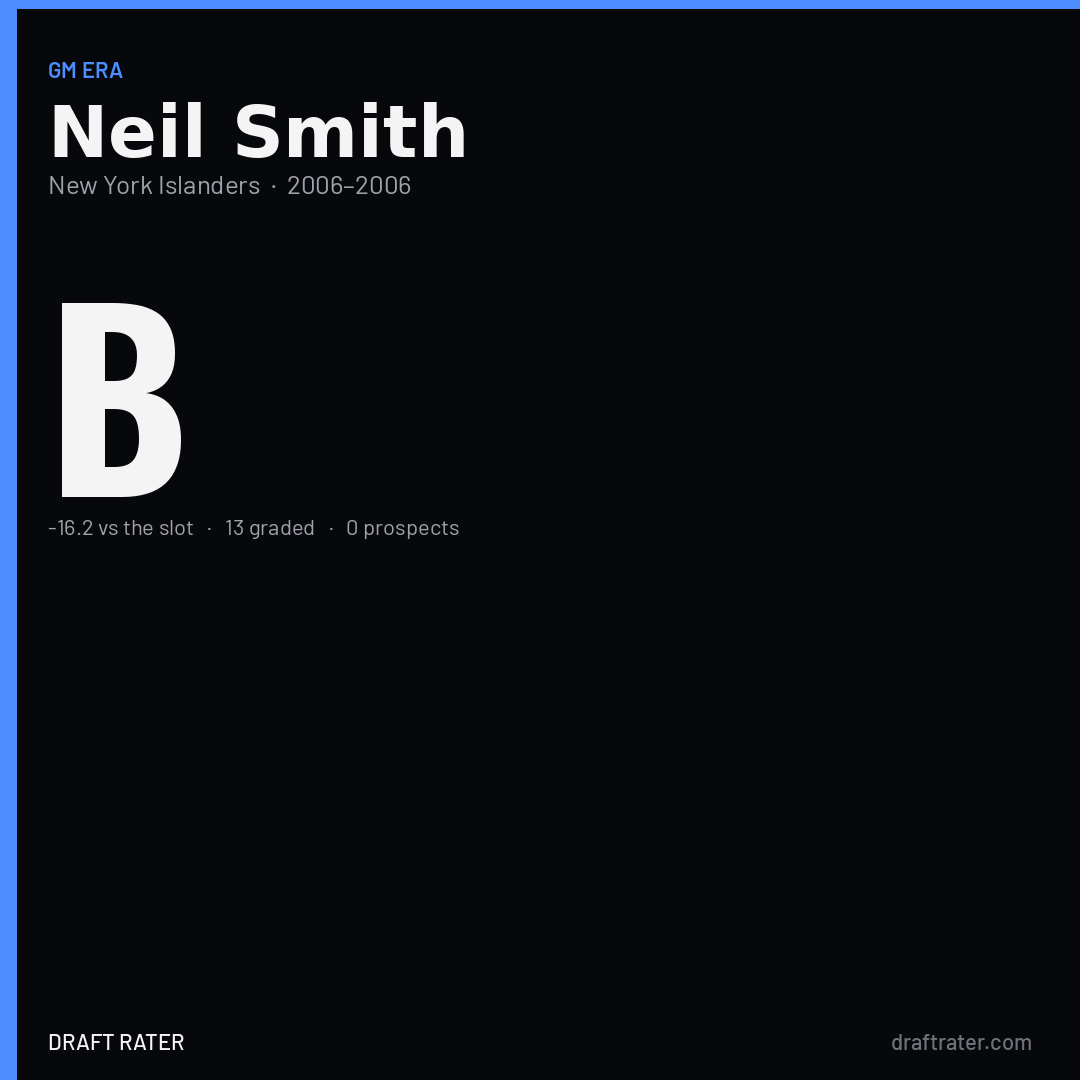 GM ERA
Neil Smith
New York Islanders · 2006–2006
B
-16.2 vs the slot · 13 graded · 0 prospects
DRAFT RATER
draftrater.com